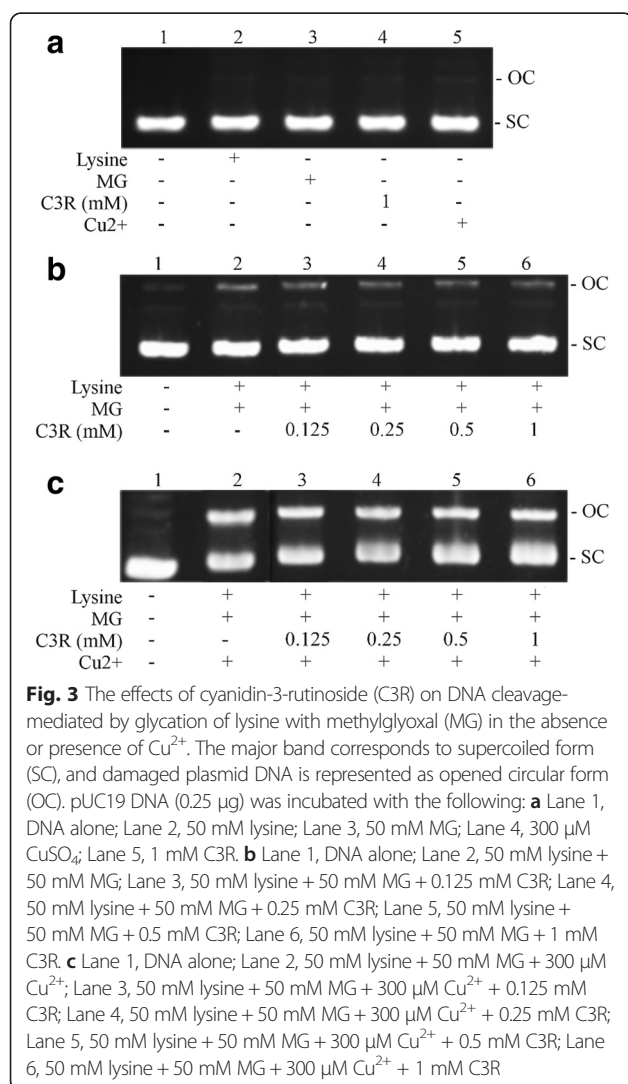 a
1 2 3 4 5
- OC
- SC
Lysine - + - - -
MG - - + - -
C3R (mM) - - - 1 -
Cu2+ - - - - +
b
1 2 3 4 5 6
- OC
- SC
Lysine - + + + + +
MG - + + + + +
C3R (mM) - - 0.125 0.25 0.5 1
c
1 2 3 4 5 6
- OC
- SC
Lysine - + + + + +
MG - + + + + +
C3R (mM) - - 0.125 0.25 0.5 1
Cu2+ - + + + + +
Fig. 3 The effects of cyanidin-3-rutinoside (C3R) on DNA cleavage-
mediated by glycation of lysine with methylglyoxal (MG) in the absence
or presence of Cu²⁺. The major band corresponds to supercoiled form
(SC), and damaged plasmid DNA is represented as opened circular form
(OC). pUC19 DNA (0.25 μg) was incubated with the following: a Lane 1,
DNA alone; Lane 2, 50 mM lysine; Lane 3, 50 mM MG; Lane 4, 300 μM
CuSO₄; Lane 5, 1 mM C3R. b Lane 1, DNA alone; Lane 2, 50 mM lysine +
50 mM MG; Lane 3, 50 mM lysine + 50 mM MG + 0.125 mM C3R; Lane 4,
50 mM lysine + 50 mM MG + 0.25 mM C3R; Lane 5, 50 mM lysine +
50 mM MG + 0.5 mM C3R; Lane 6, 50 mM lysine + 50 mM MG + 1 mM
C3R. c Lane 1, DNA alone; Lane 2, 50 mM lysine + 50 mM MG + 300 μM
Cu²⁺; Lane 3, 50 mM lysine + 50 mM MG + 300 μM Cu²⁺ + 0.125 mM
C3R; Lane 4, 50 mM lysine + 50 mM MG + 300 μM Cu²⁺ + 0.25 mM C3R;
Lane 5, 50 mM lysine + 50 mM MG + 300 μM Cu²⁺ + 0.5 mM C3R; Lane
6, 50 mM lysine + 50 mM MG + 300 μM Cu²⁺ + 1 mM C3R